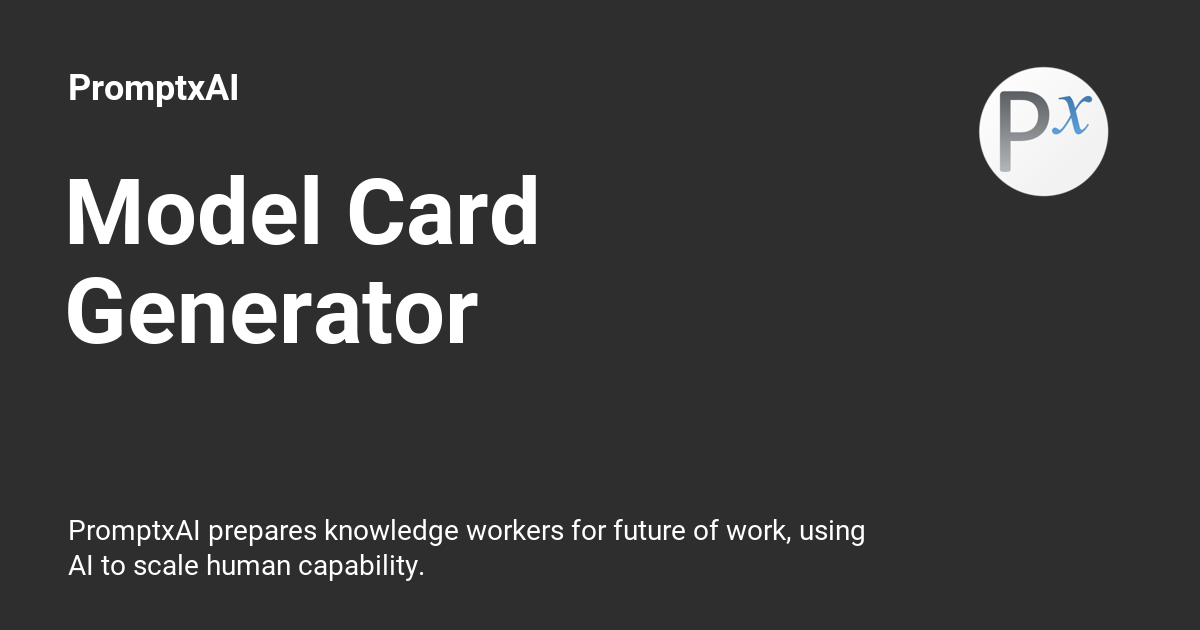 PromptxAI
Px
Model Card
Generator
PromptxAI prepares knowledge workers for future of work, using
AI to scale human capability.